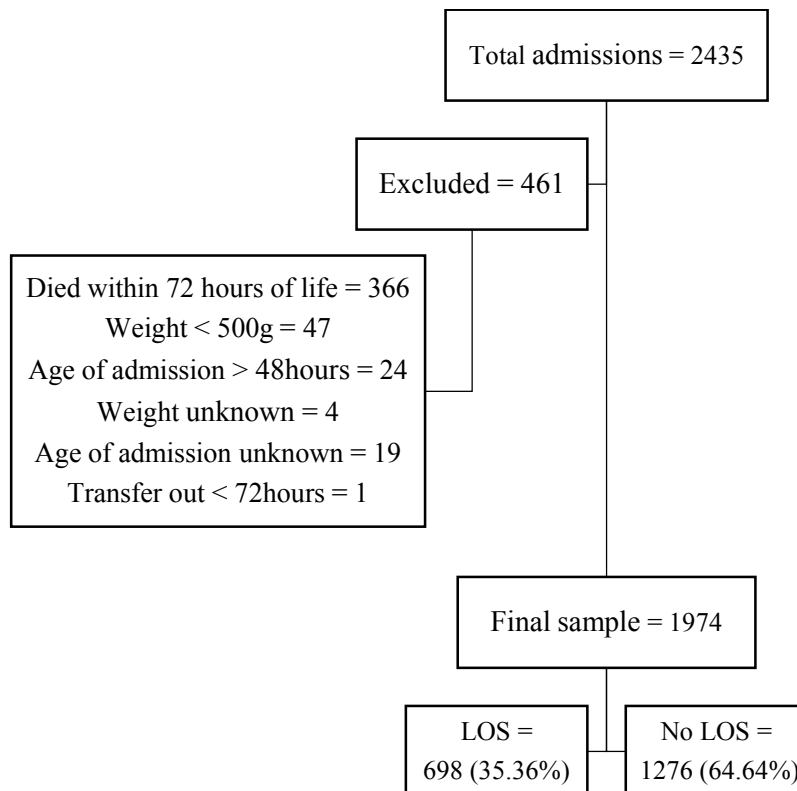 Total admissions = 2435
Excluded = 461
Died within 72 hours of life = 366
Weight < 500g = 47
Age of admission > 48hours = 24
Weight unknown = 4
Age of admission unknown = 19
Transfer out < 72hours = 1
Final sample = 1974
LOS =
698 (35.36%)
No LOS =
1276 (64.64%)